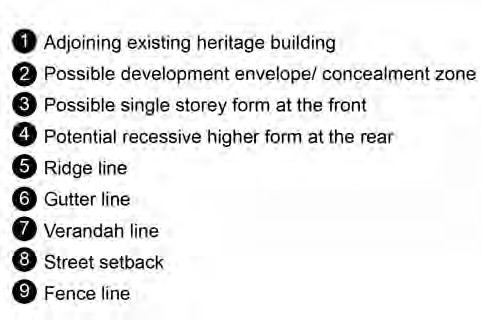 1 Adjoining existing heritage building
2 Possible development envelope/ concealment zone
3 Possible single storey form at the front
4 Potential recessive higher form at the rear
5 Ridge line
6 Gutter line
7 Verandah line
8 Street setback
9 Fence line